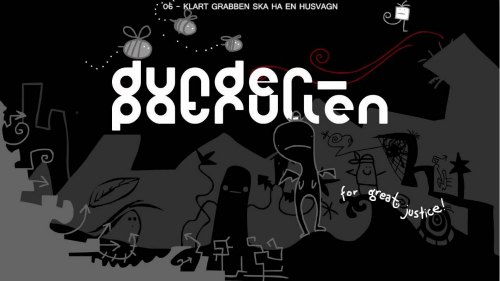 06 - KLART GRABBEN SKA HA EN HUSVAGN
dunder-
patrullen
for great
justice!